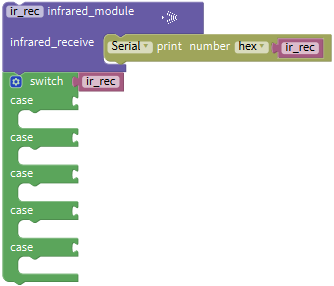 ir_rec infrared_module
infrared_receive Serial print number hex ir_rec
switch ir_rec
case
case
case
case
case